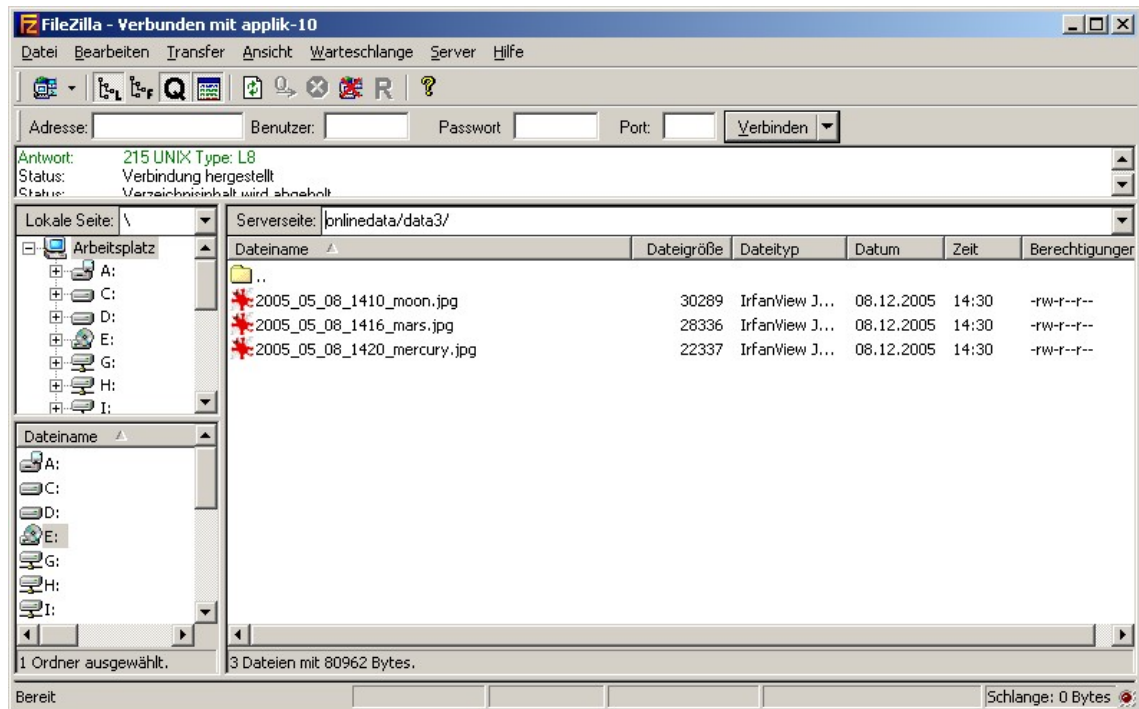 FileZilla - Verbunden mit applik-10
Datei Bearbeiten Transfer Ansicht Warteschlange Server Hilfe
L F Q R ?
Adresse: Benutzer: Passwort Port: Verbinden
Antwort: 215 UNIX Type: L8
Status: Verbindung hergestellt
Status: Verzeichnisinhalt wird abgeholt
Lokale Seite: \ Serverseite: onlinedata/data3/
Arbeitsplatz
A:
C:
D:
E:
G:
H:
I:
Dateiname
A:
C:
D:
E:
G:
H:
I:
1 Ordner ausgewählt.
Dateiname Dateigröße Dateityp Datum Zeit Berechtigunger
..
2005_05_08_1410_moon.jpg 30289 IrfanView J... 08.12.2005 14:30 -rw-r--r--
2005_05_08_1416_mars.jpg 28336 IrfanView J... 08.12.2005 14:30 -rw-r--r--
2005_05_08_1420_mercury.jpg 22337 IrfanView J... 08.12.2005 14:30 -rw-r--r--
3 Dateien mit 80962 Bytes.
Bereit Schlange: 0 Bytes